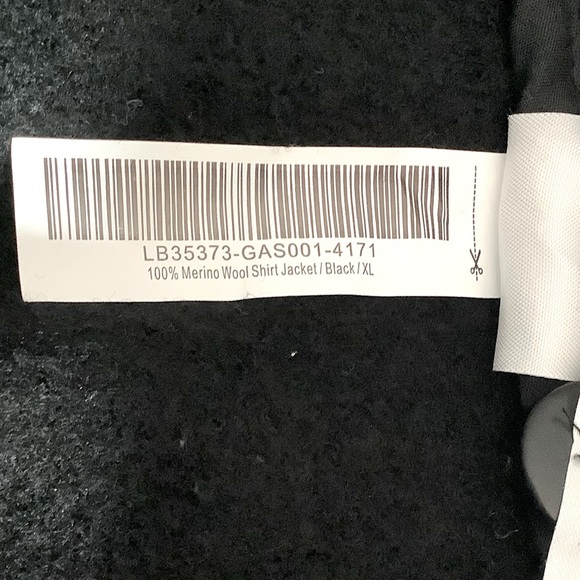 LB35373-GAS001-4171
100% Merino Wool Shirt Jacket / Black / XL